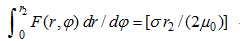 ∫₀^{r₂} F(r,φ) dr/dφ = [σr₂/(2μ₀)]